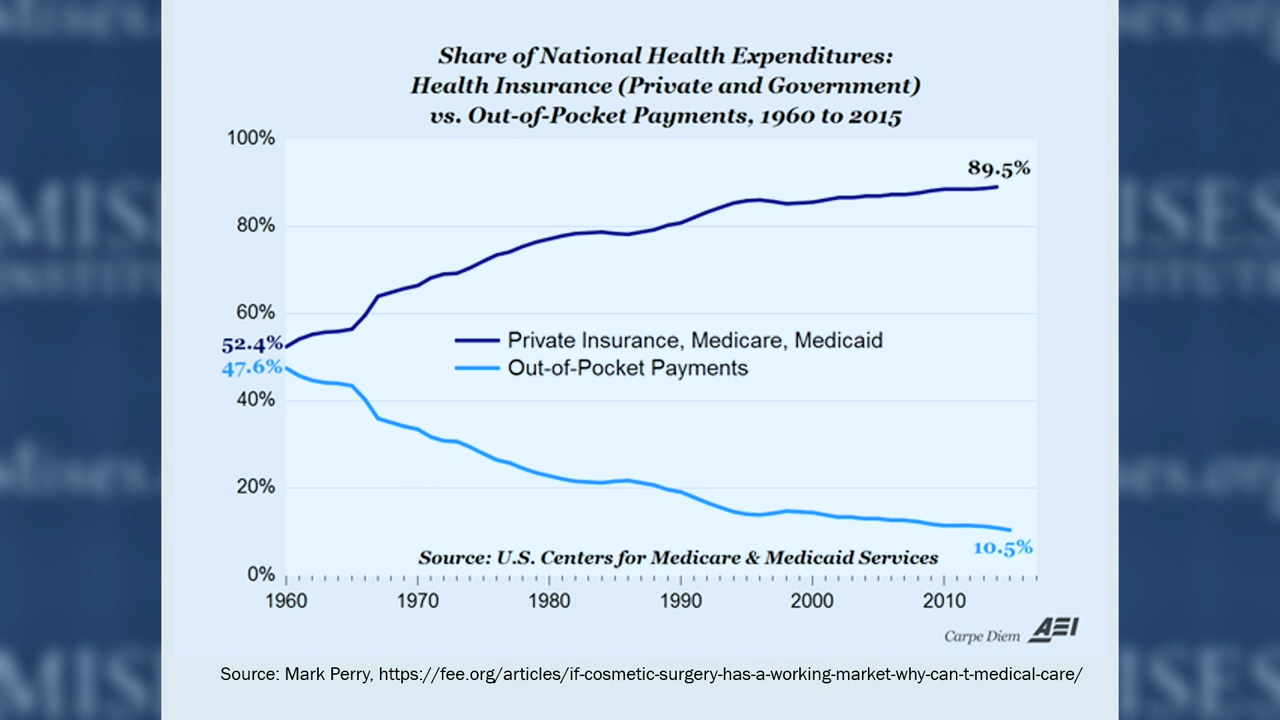 Share of National Health Expenditures:
Health Insurance (Private and Government)
vs. Out-of-Pocket Payments, 1960 to 2015
100%
89.5%
80%
60%
52.4%
Private Insurance, Medicare, Medicaid
47.6%
Out-of-Pocket Payments
40%
20%
10.5%
Source: U.S. Centers for Medicare & Medicaid Services
0%
1960 1970 1980 1990 2000 2010
Carpe Diem AEI
Source: Mark Perry, https://fee.org/articles/if-cosmetic-surgery-has-a-working-market-why-can-t-medical-care/